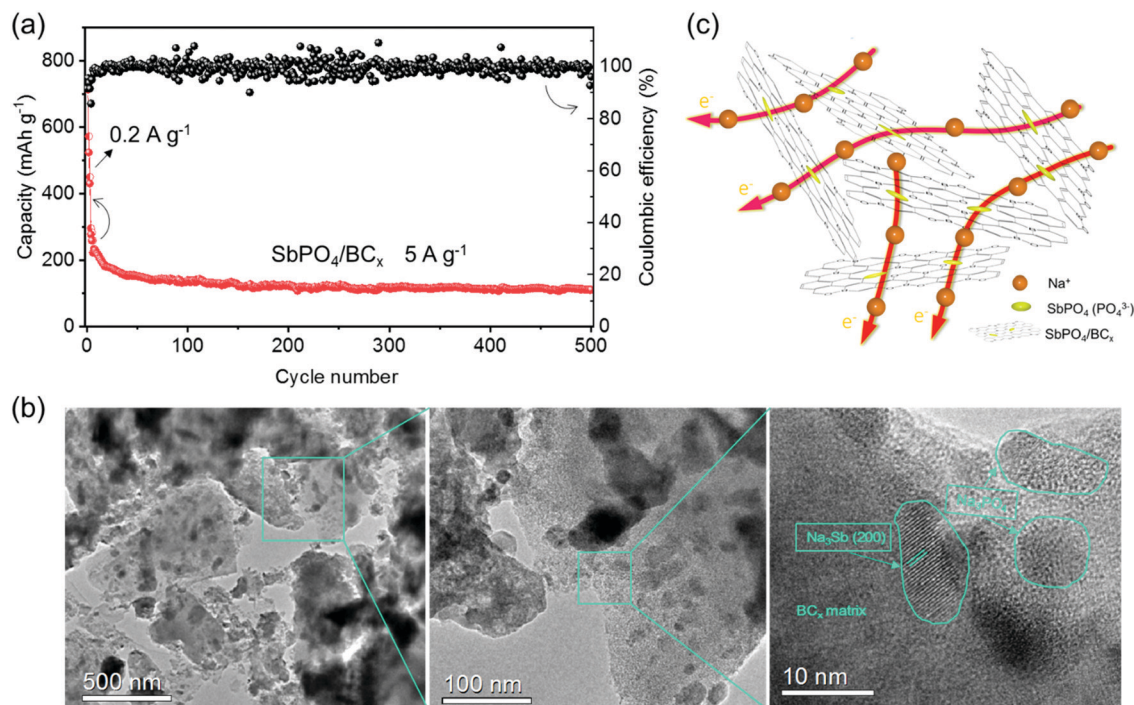 (a)
800
600
400
200
0
Capacity (mAh g⁻¹)
0.2 A g⁻¹
SbPO₄/BCₓ 5 A g⁻¹
100
80
60
40
20
0
Coulombic efficiency (%)
0 100 200 300 400 500
Cycle number
(c)
e⁻
e⁻
e⁻
e⁻
Na⁺
SbPO₄ (PO₄³⁻)
SbPO₄/BCₓ
(b)
500 nm
100 nm
Na₃Sb (200)
BCₓ matrix
10 nm